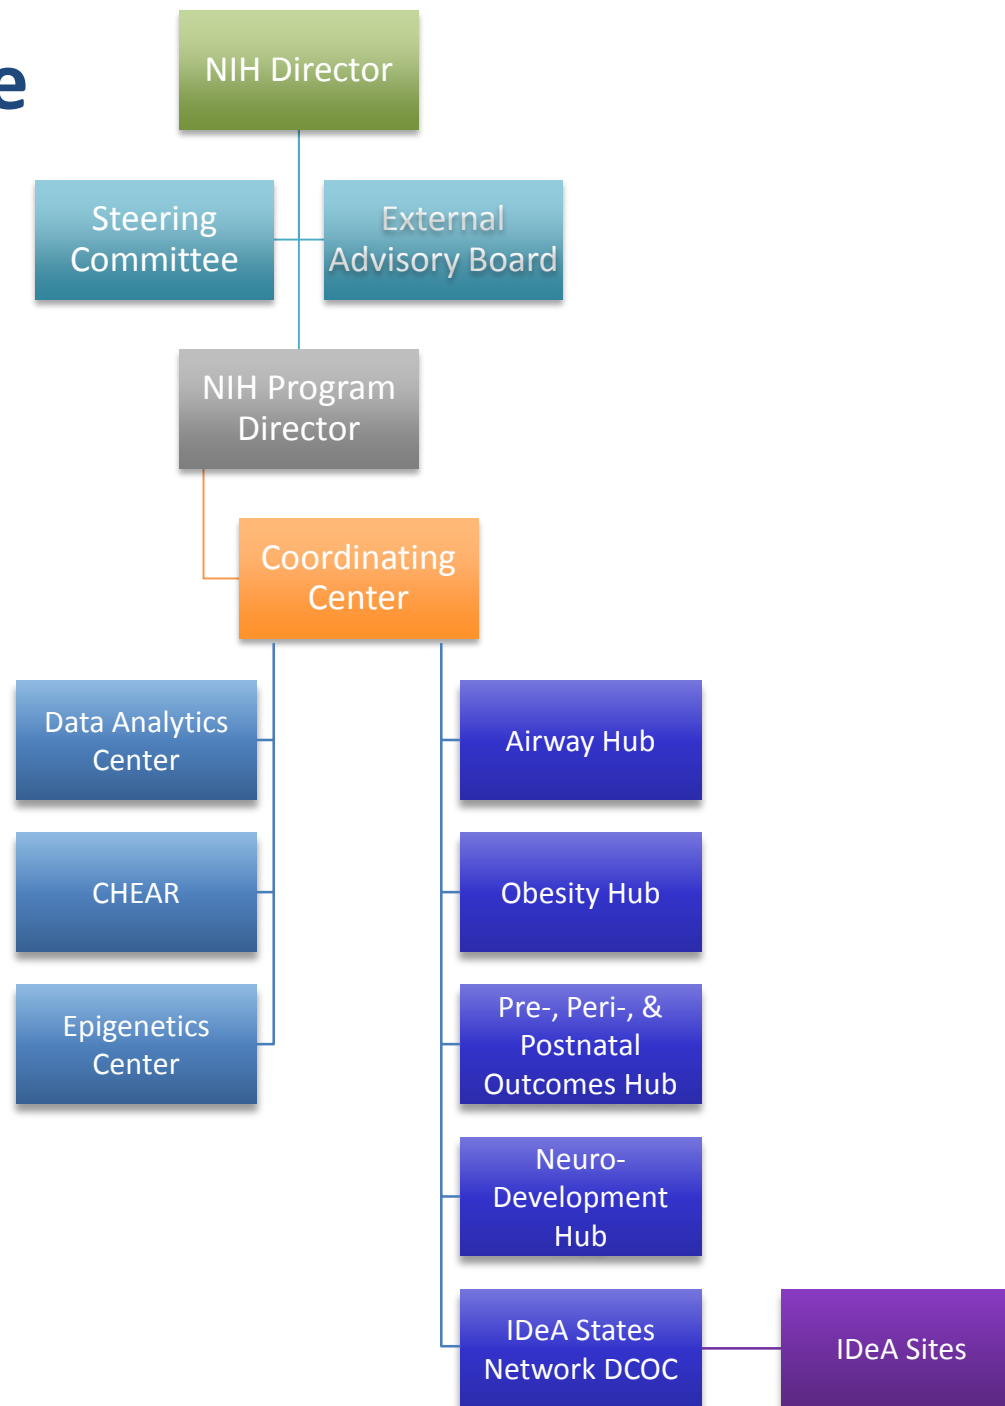 e
NIH Director
Steering
Committee
External
Advisory Board
NIH Program
Director
Coordinating
Center
Data Analytics
Center
Airway Hub
CHEAR
Obesity Hub
Epigenetics
Center
Pre-, Peri-, &
Postnatal
Outcomes Hub
Neuro-
Development
Hub
IDeA States
Network DCOC
IDeA Sites